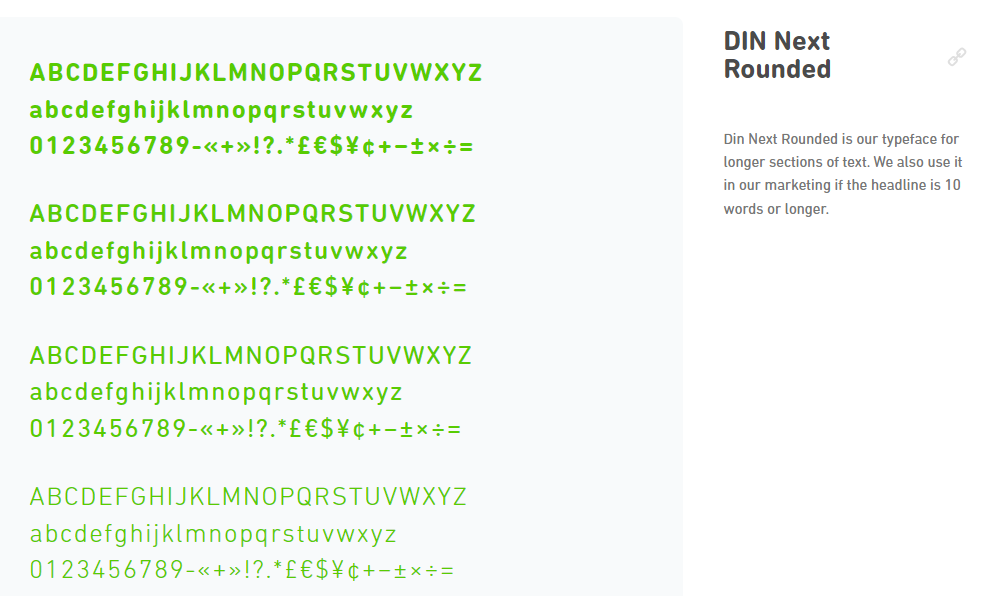 ABCDEFGHIJKLMNOPQRSTUVWXYZ
abcdefghijklmnopqrstuvwxyz
0123456789-«+»!?.*£€$¥¢+−±×÷=
ABCDEFGHIJKLMNOPQRSTUVWXYZ
abcdefghijklmnopqrstuvwxyz
0123456789-«+»!?.*£€$¥¢+−±×÷=
ABCDEFGHIJKLMNOPQRSTUVWXYZ
abcdefghijklmnopqrstuvwxyz
0123456789-«+»!?.*£€$¥¢+−±×÷=
ABCDEFGHIJKLMNOPQRSTUVWXYZ
abcdefghijklmnopqrstuvwxyz
0123456789-«+»!?.*£€$¥¢+−±×÷=
DIN Next
Rounded
Din Next Rounded is our typeface for
longer sections of text. We also use it
in our marketing if the headline is 10
words or longer.